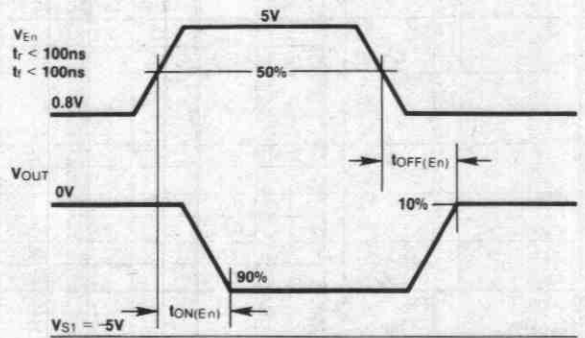 5V
VEn
tr < 100ns
tf < 100ns
50%
0.8V
tOFF(En)
VOUT
0V
10%
90%
tON(En)
VS1 = -5V